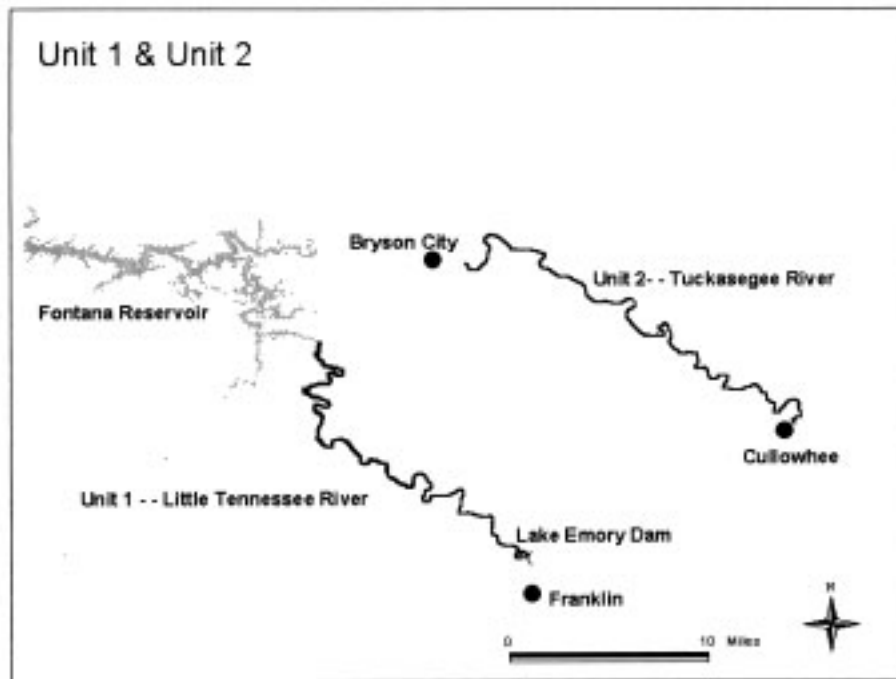 Unit 1 & Unit 2
Bryson City
Unit 2- - Tuckasegee River
Fontana Reservoir
Cullowhee
Unit 1 - - Little Tennessee River
Lake Emory Dam
Franklin
N
0 10 Miles